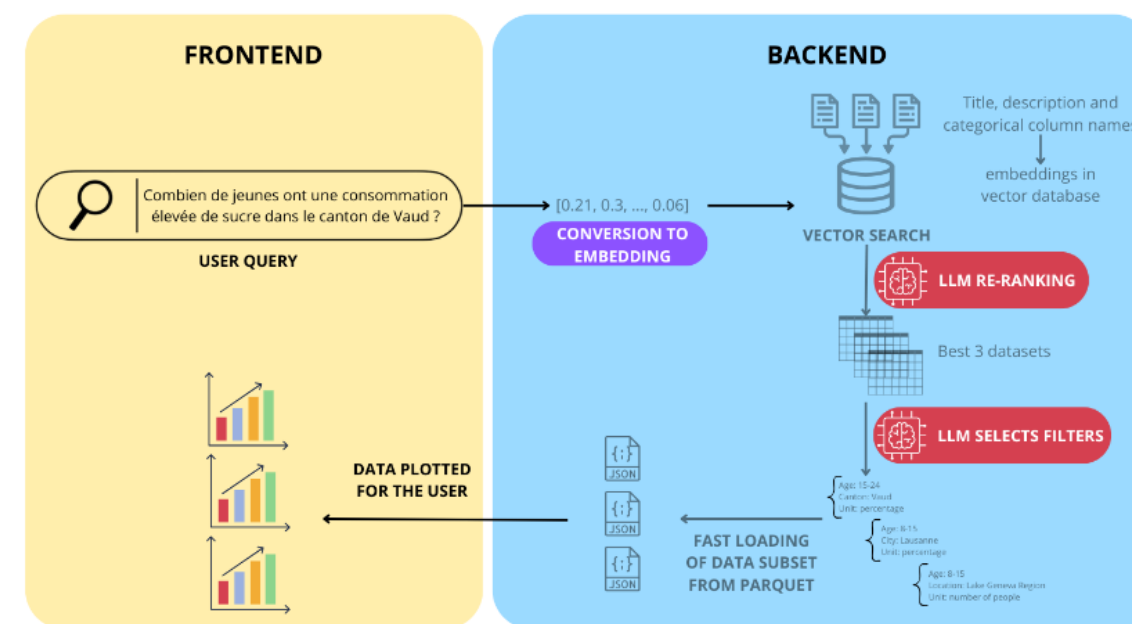 FRONTEND
Combien de jeunes ont une consommation
élevée de sucre dans le canton de Vaud ?
USER QUERY
DATA PLOTTED
FOR THE USER
BACKEND
Title, description and
categorical column names
embeddings in
vector database
[0.21, 0.3, ..., 0.06]
CONVERSION TO
EMBEDDING
VECTOR SEARCH
LLM RE-RANKING
Best 3 datasets
LLM SELECTS FILTERS
Age: 15-24
Canton: Vaud
Unit: percentage
Age: 8-15
City: Lausanne
Unit: percentage
Age: 8-15
Location: Lake Geneva Region
Unit: number of people
FAST LOADING
OF DATA SUBSET
FROM PARQUET
{;}
JSON
{;}
JSON
{;}
JSON